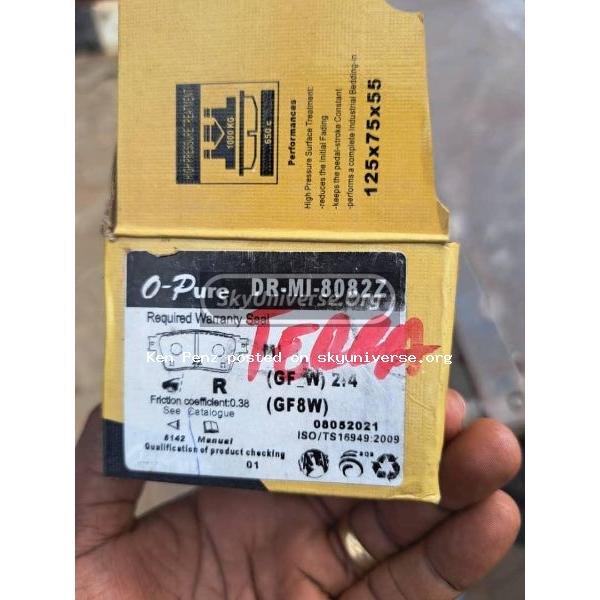 HIGH PRESSURE TREATMENT
1000 KG
650 c
Performances
High Pressure Surface Treatment:
-reduces the Initial Fading
-keeps the pedal-stroke Constant
-performs a complete Industrial Bedding-in
125x75x55
O-Pure DR-MI-8082Z
SkyUniverse.Org
Required Warranty Seal
TERRA
Ken Penz posted on skyuniverse.org
R
(GF_W) 2.4
(GF8W)
Friction coefficient:0.38
See Catalogue
08052021
ISO/TS16949:2009
5142 Manual
Qualification of product checking
01